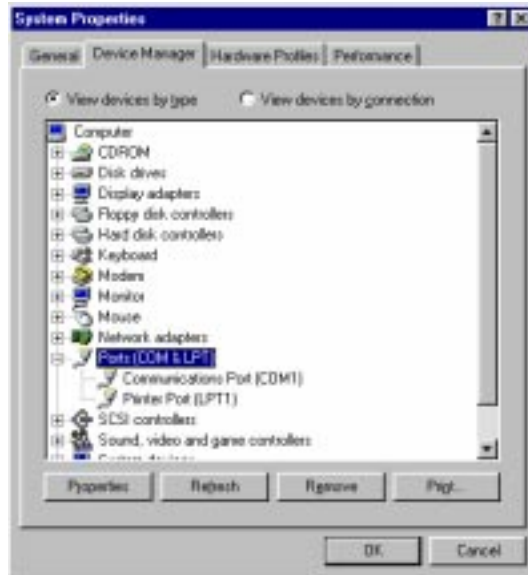 System Properties
General Device Manager Hardware Profiles Performance
View devices by type View devices by connection
Computer
CDROM
Disk drives
Display adapters
Floppy disk controllers
Hard disk controllers
Keyboard
Modem
Monitor
Mouse
Network adapters
Ports (COM & LPT)
Communications Port (COM1)
Printer Port (LPT1)
SCSI controllers
Sound, video and game controllers
System devices
Properties Refresh Remove Print...
OK Cancel